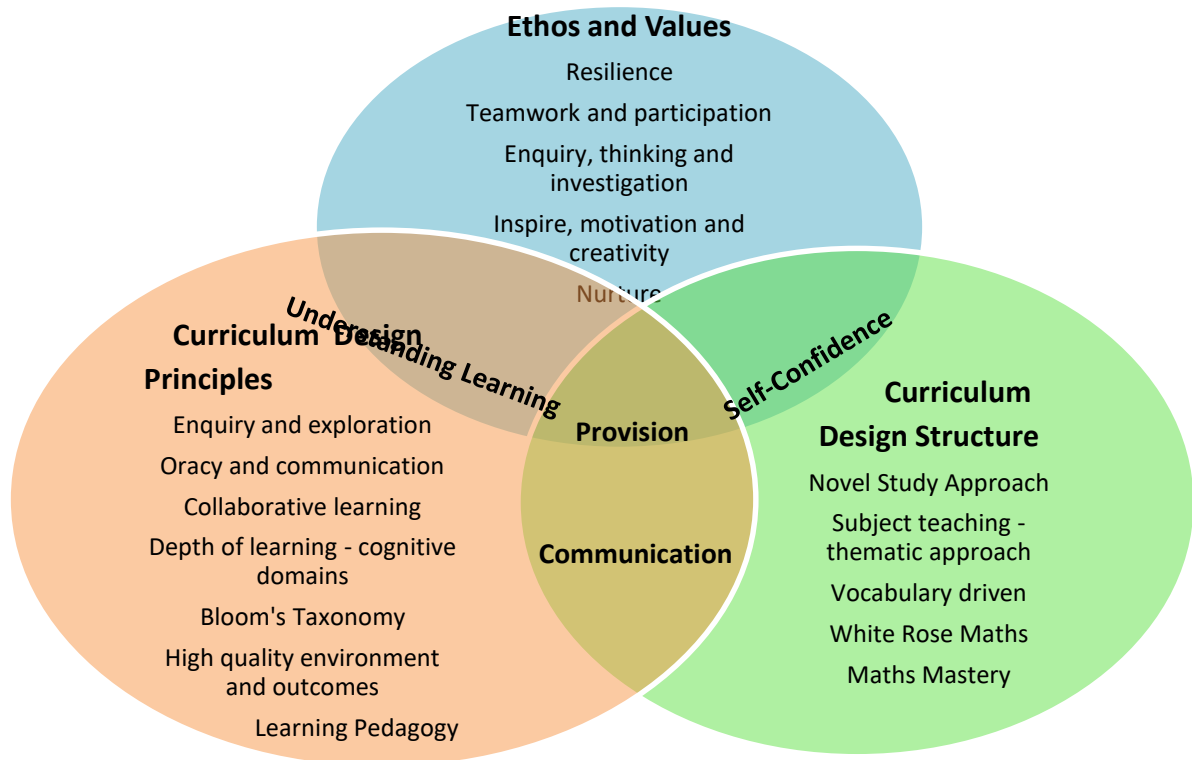 Ethos and Values
Resilience
Teamwork and participation
Enquiry, thinking and
investigation
Inspire, motivation and
creativity
Nurture
Understanding Learning
Self-Confidence
Provision
Communication
Curriculum Design
Principles
Enquiry and exploration
Oracy and communication
Collaborative learning
Depth of learning - cognitive
domains
Bloom's Taxonomy
High quality environment
and outcomes
Learning Pedagogy
Curriculum
Design Structure
Novel Study Approach
Subject teaching -
thematic approach
Vocabulary driven
White Rose Maths
Maths Mastery